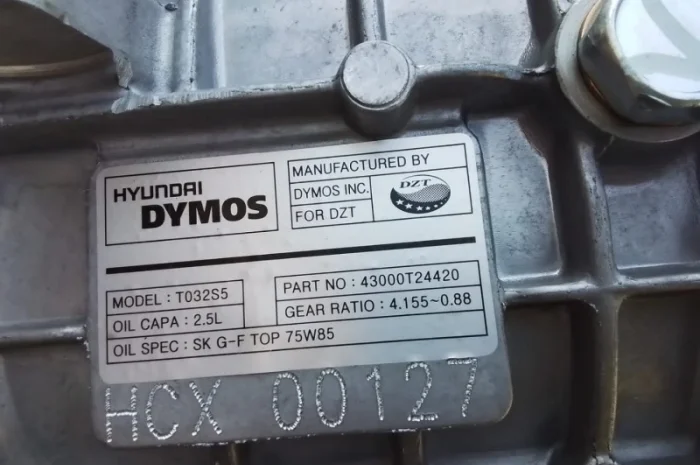 HYUNDAI
DYMOS
MANUFACTURED BY
DYMOS INC.
FOR DZT
DZT
MODEL : T032S5
OIL CAPA : 2.5L
OIL SPEC : SK G-F TOP 75W85
PART NO : 43000T24420
GEAR RATIO : 4.155~0.88
HCX 00127